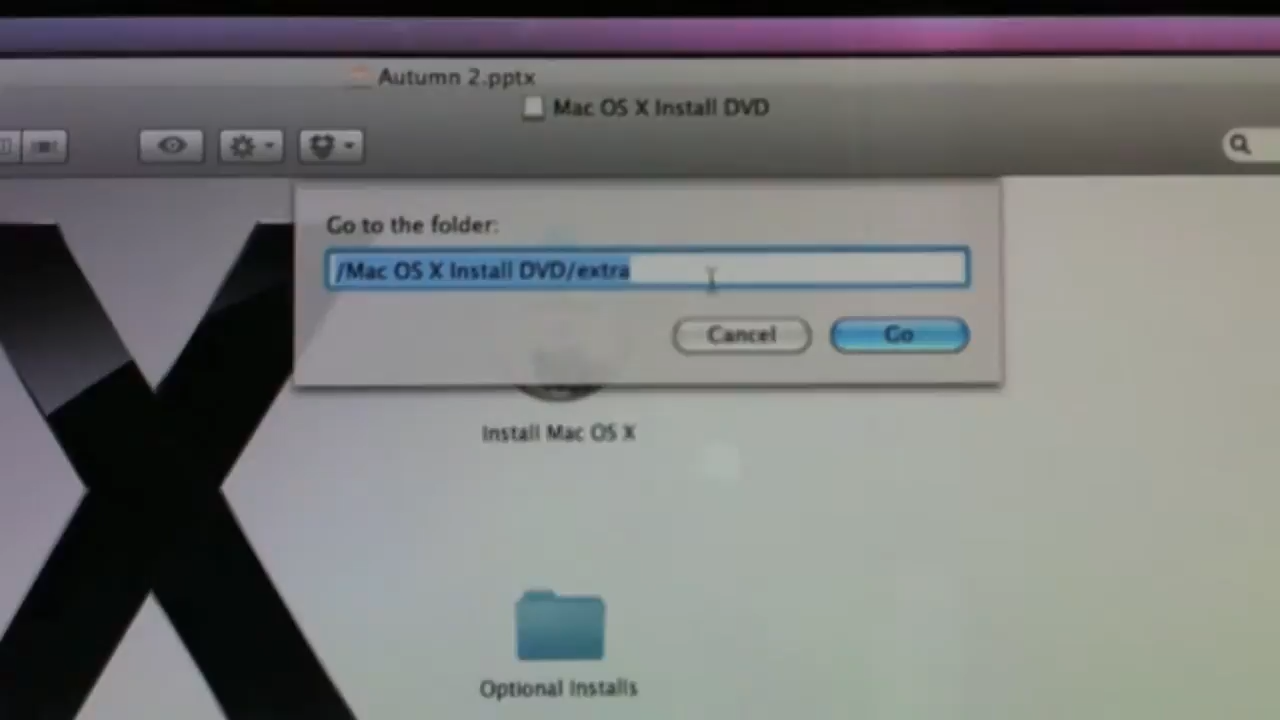 Autumn 2.pptx
Mac OS X Install DVD
Go to the folder:
/Mac OS X Install DVD/extra
Cancel
Go
Install Mac OS X
Optional Installs